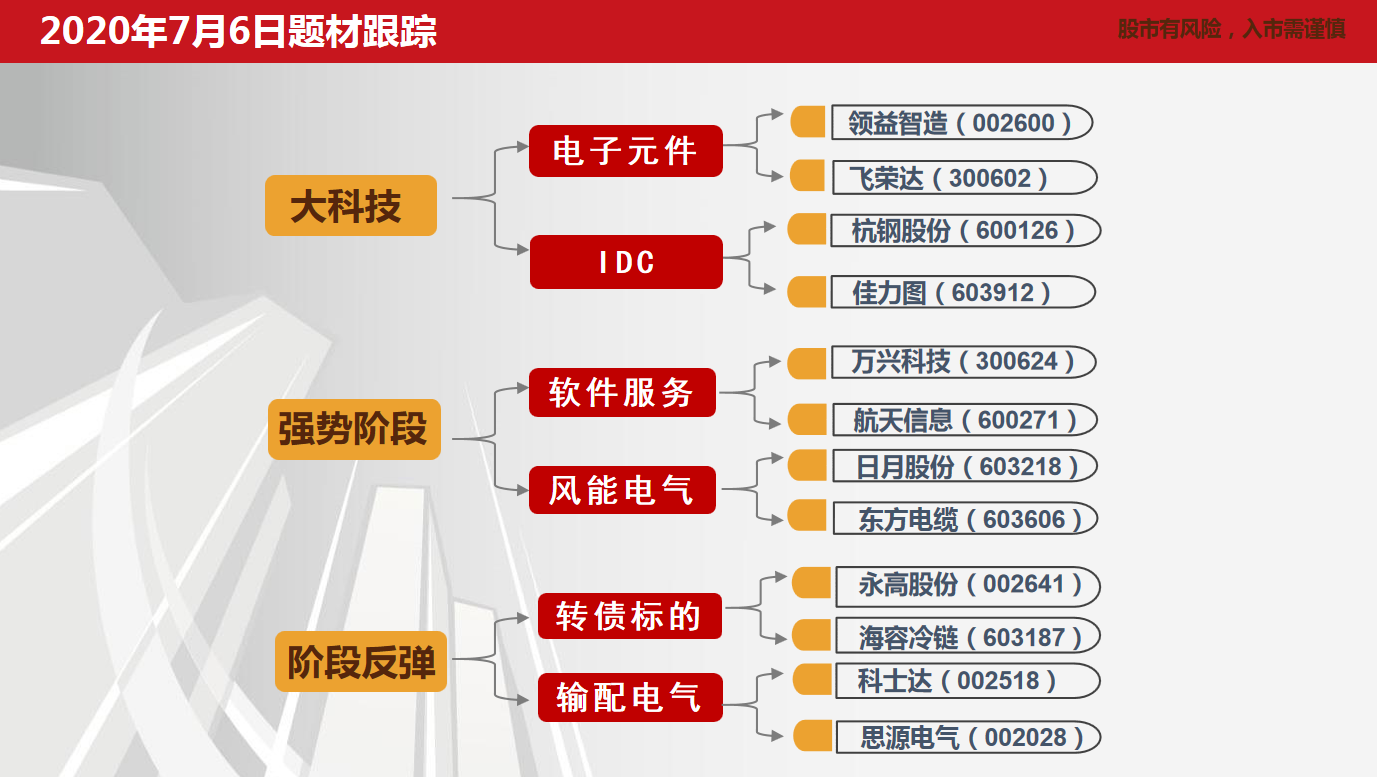 2020年7月6日题材跟踪
股市有风险，入市需谨慎
大科技
电子元件
领益智造（002600）
飞荣达（300602）
IDC
杭钢股份（600126）
佳力图（603912）
强势阶段
软件服务
万兴科技（300624）
航天信息（600271）
风能电气
日月股份（603218）
东方电缆（603606）
阶段反弹
转债标的
永高股份（002641）
海容冷链（603187）
输配电气
科士达（002518）
思源电气（002028）